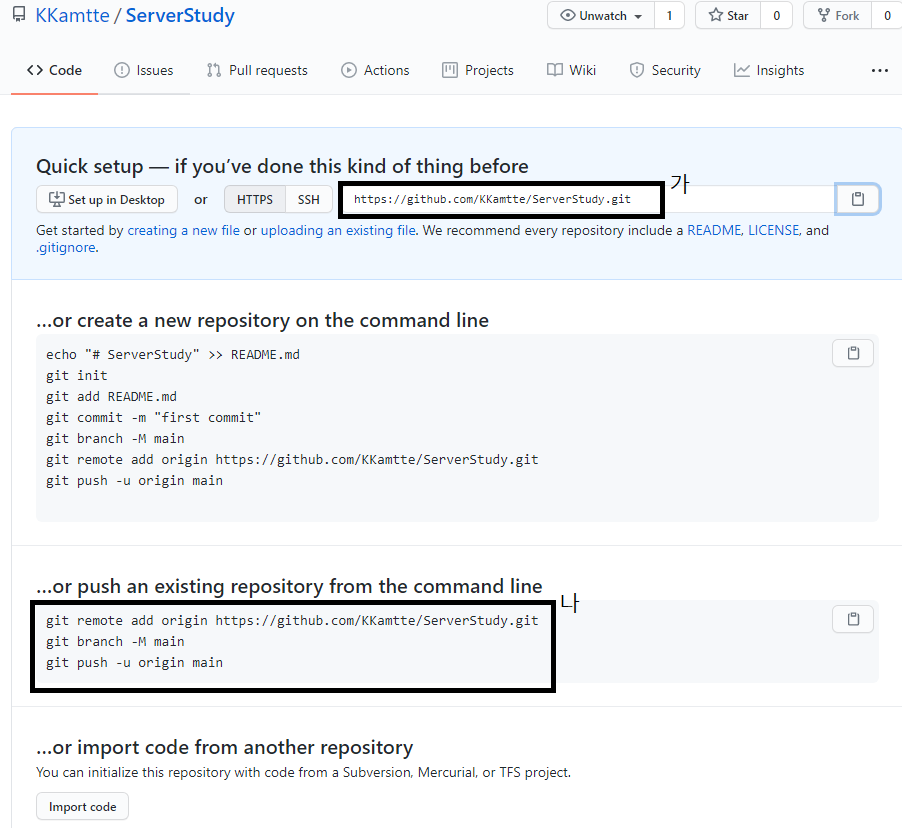 KKamtte / ServerStudy
Unwatch 1 Star 0 Fork 0
<> Code Issues Pull requests Actions Projects Wiki Security Insights ...
Quick setup — if you’ve done this kind of thing before
가
Set up in Desktop or HTTPS SSH https://github.com/KKamtte/ServerStudy.git
Get started by creating a new file or uploading an existing file. We recommend every repository include a README, LICENSE, and
.gitignore.
…or create a new repository on the command line
echo "# ServerStudy" >> README.md
git init
git add README.md
git commit -m "first commit"
git branch -M main
git remote add origin https://github.com/KKamtte/ServerStudy.git
git push -u origin main
…or push an existing repository from the command line
나
git remote add origin https://github.com/KKamtte/ServerStudy.git
git branch -M main
git push -u origin main
…or import code from another repository
You can initialize this repository with code from a Subversion, Mercurial, or TFS project.
Import code